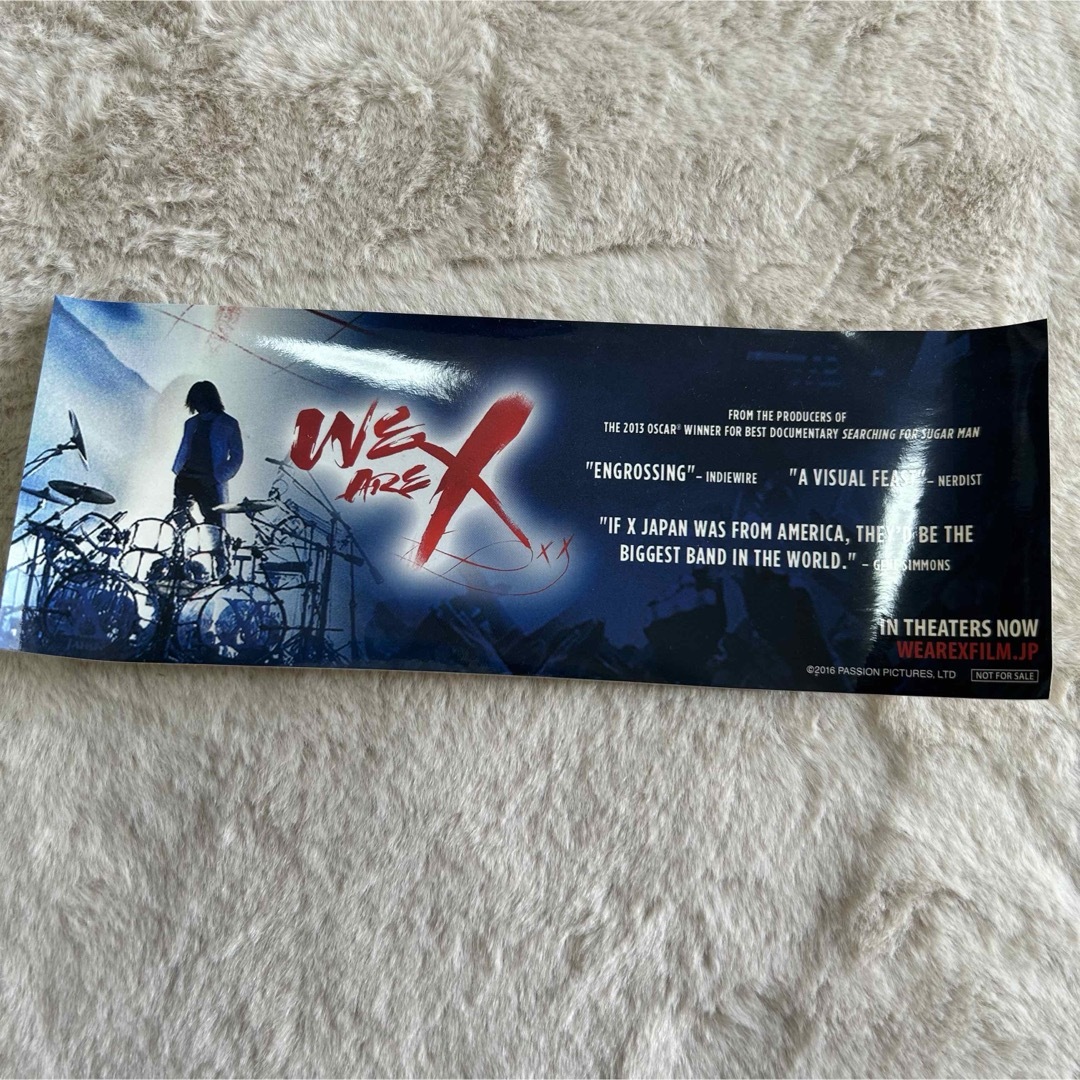 WE
ARE X
XX
FROM THE PRODUCERS OF
THE 2013 OSCAR® WINNER FOR BEST DOCUMENTARY SEARCHING FOR SUGAR MAN
"ENGROSSING" – INDIEWIRE "A VISUAL FEAST" – NERDIST
"IF X JAPAN WAS FROM AMERICA, THEY'D BE THE
BIGGEST BAND IN THE WORLD." – GENE SIMMONS
IN THEATERS NOW
WEAREXFILM.JP
©2016 PASSION PICTURES, LTD NOT FOR SALE